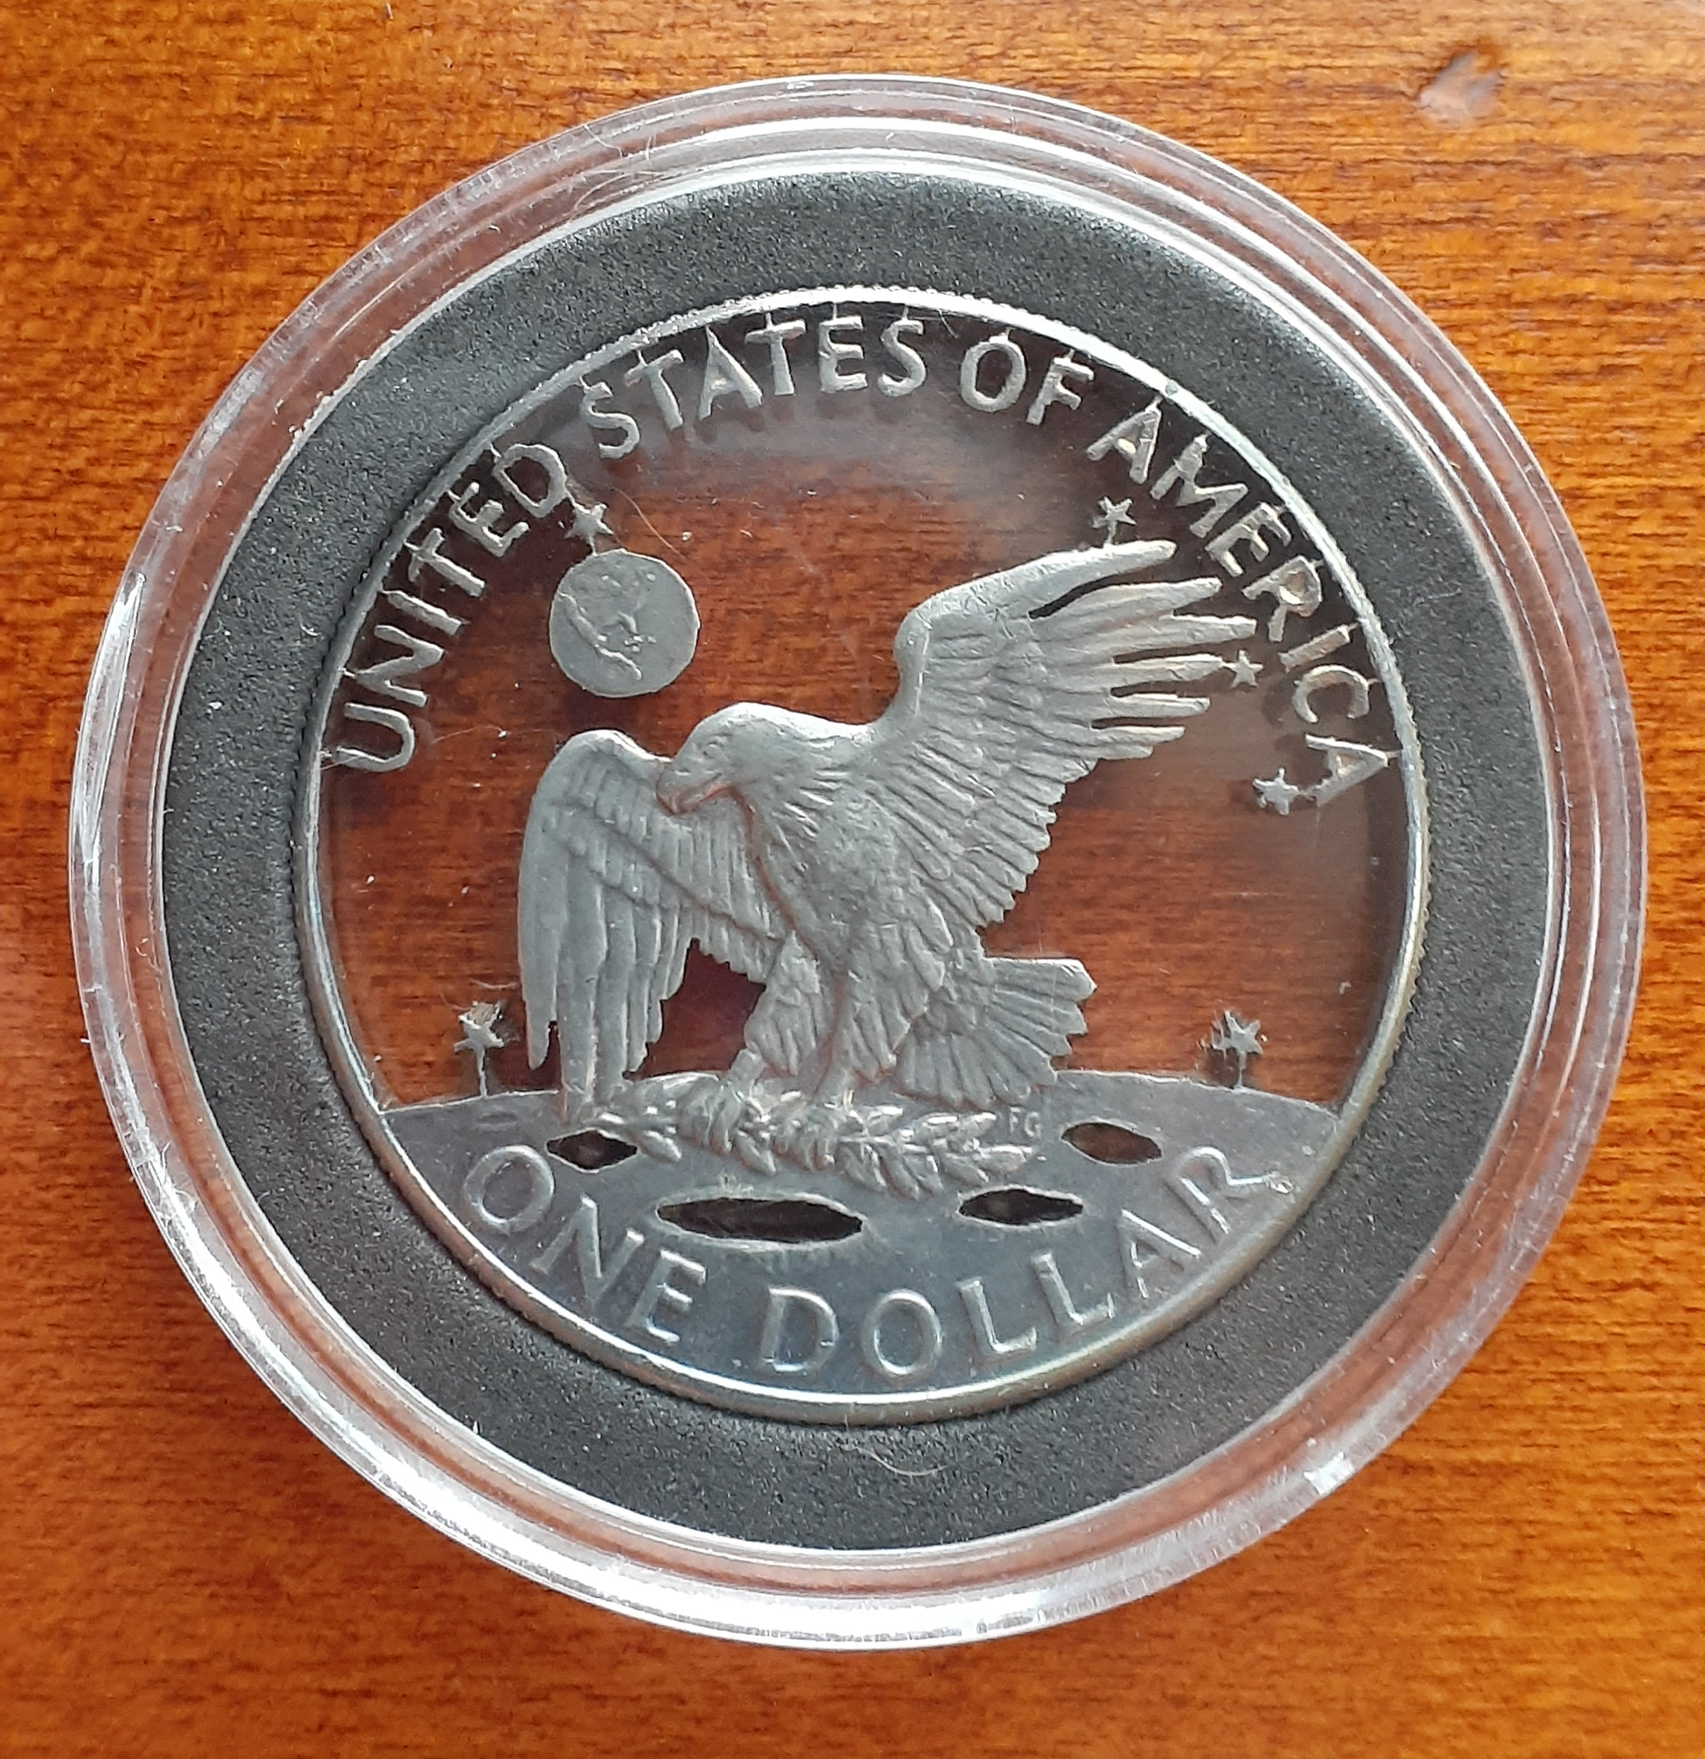 UNITED STATES OF AMERICA
FG
ONE DOLLAR